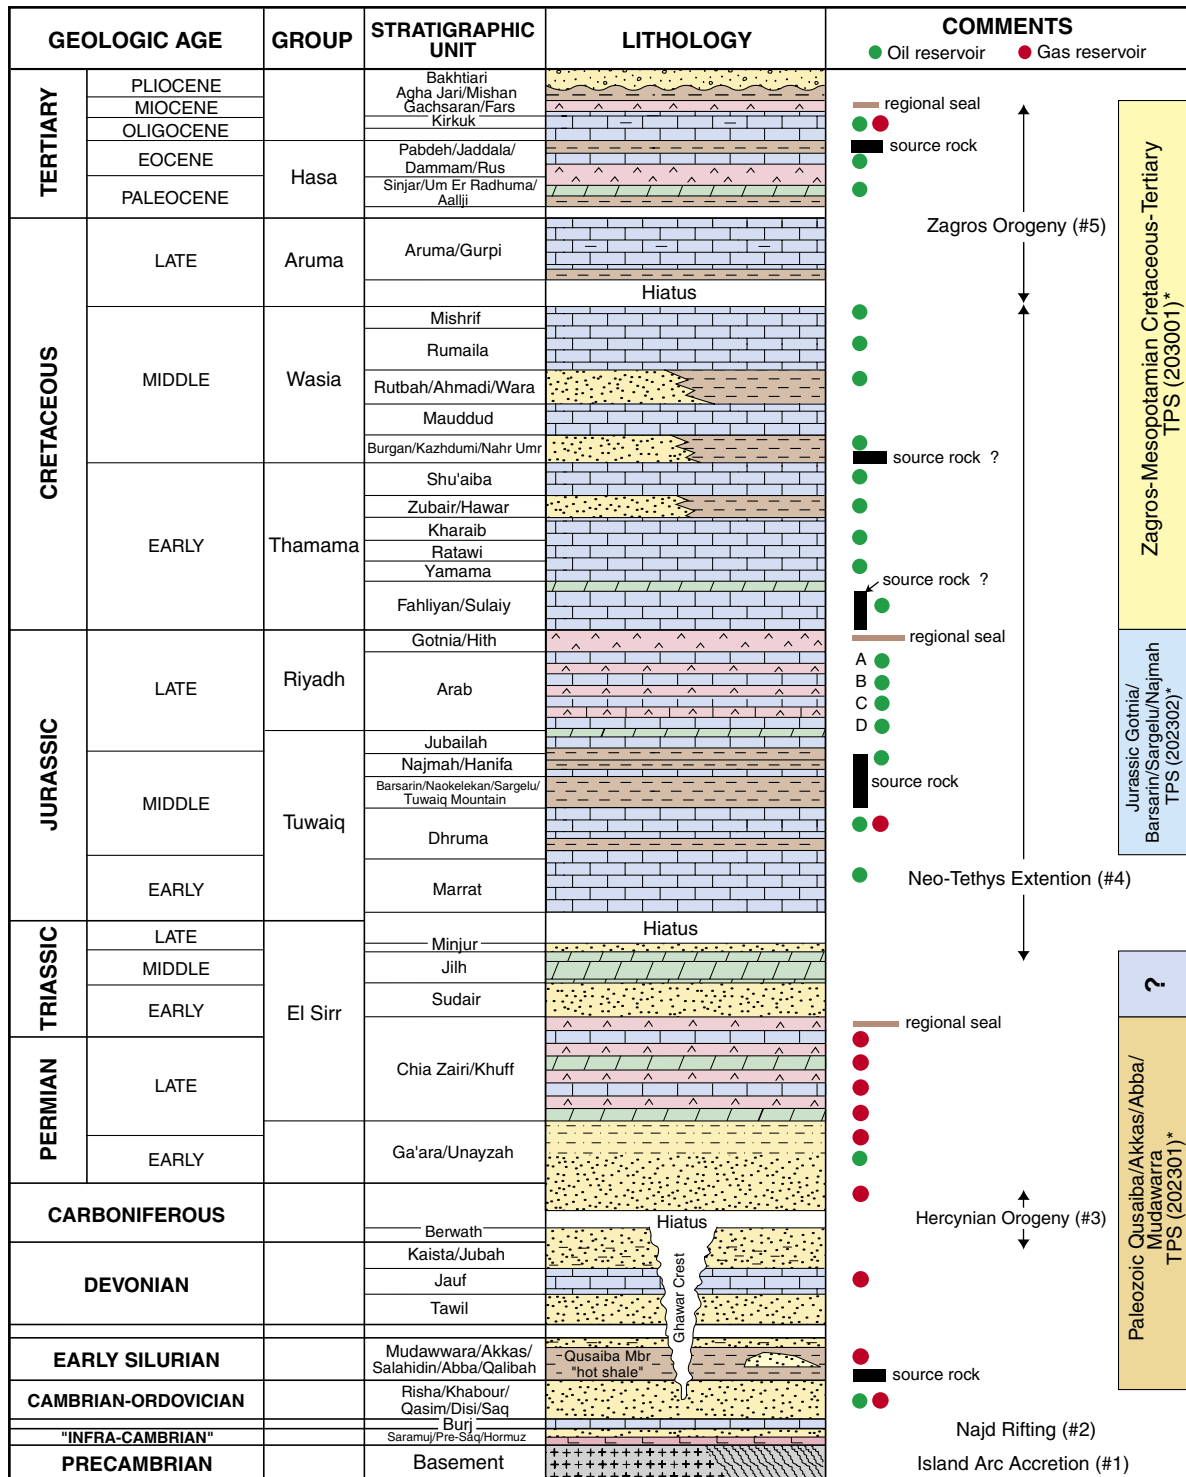 GEOLOGIC AGE
GROUP
STRATIGRAPHIC
UNIT
LITHOLOGY
COMMENTS
Oil reservoir
Gas reservoir
TERTIARY
PLIOCENE
MIOCENE
OLIGOCENE
EOCENE
PALEOCENE
Hasa
Bakhtiari
Agha Jari/Mishan
Gachsaran/Fars
Kirkuk
Pabdeh/Jaddala/
Dammam/Rus
Sinjar/Um Er Radhuma/
Aallji
regional seal
source rock
Zagros Orogeny (#5)
Zagros-Mesopotamian Cretaceous-Tertiary
TPS (203001)*
CRETACEOUS
LATE
Aruma
Aruma/Gurpi
Hiatus
MIDDLE
Wasia
Mishrif
Rumaila
Rutbah/Ahmadi/Wara
Mauddud
Burgan/Kazhdumi/Nahr Umr
source rock ?
EARLY
Thamama
Shu'aiba
Zubair/Hawar
Kharaib
Ratawi
Yamama
Fahliyan/Sulaiy
source rock ?
JURASSIC
LATE
MIDDLE
EARLY
Riyadh
Tuwaiq
Gotnia/Hith
Arab
Jubailah
Najmah/Hanifa
Barsarin/Naokelekan/Sargelu/
Tuwaiq Mountain
Dhruma
Marrat
regional seal
A
B
C
D
source rock
Neo-Tethys Extention (#4)
Jurassic Gotnia/
Barsarin/Sargelu/Najmah
TPS (202302)*
TRIASSIC
LATE
MIDDLE
EARLY
El Sirr
Hiatus
Minjur
Jilh
Sudair
?
regional seal
PERMIAN
LATE
EARLY
Chia Zairi/Khuff
Ga'ara/Unayzah
Paleozoic Qusaiba/Akkas/Abba/
Mudawarra
TPS (202301)*
CARBONIFEROUS
Hiatus
Berwath
Hercynian Orogeny (#3)
DEVONIAN
Kaista/Jubah
Jauf
Tawil
Ghawar Crest
EARLY SILURIAN
Mudawwara/Akkas/
Salahidin/Abba/Qalibah
Qusaiba Mbr
"hot shale"
source rock
CAMBRIAN-ORDOVICIAN
Risha/Khabour/
Qasim/Disi/Saq
Burj
Najd Rifting (#2)
"INFRA-CAMBRIAN"
Saramuj/Pre-Saq/Hormuz
PRECAMBRIAN
Basement
Island Arc Accretion (#1)